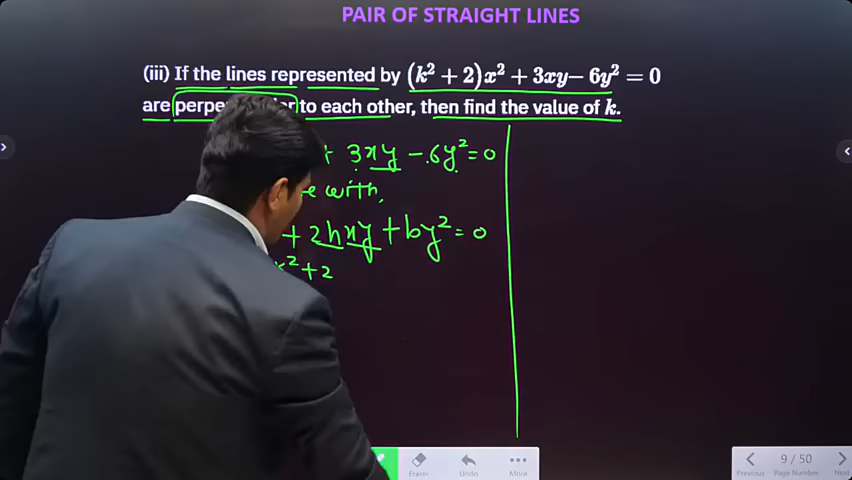 PAIR OF STRAIGHT LINES
(iii) If the lines represented by (k² + 2)x² + 3xy − 6y² = 0
are to each other, then find the value of k.
+ 3xy − 6y² = 0
with,
+ 2hxy + by² = 0
² + 2
Eraser
Undo
More
Previous
9 / 50
Page Number
Next